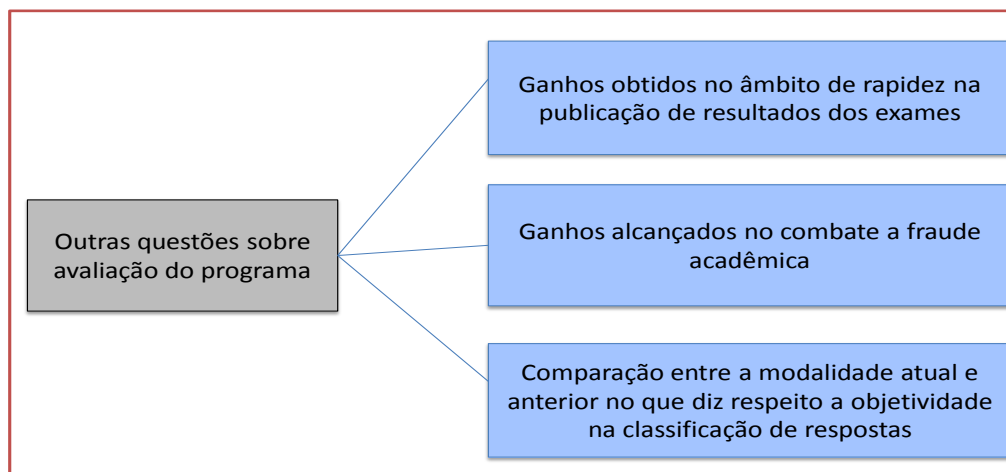 Outras questões sobre
avaliação do programa
Ganhos obtidos no âmbito de rapidez na
publicação de resultados dos exames
Ganhos alcançados no combate a fraude
acadêmica
Comparação entre a modalidade atual e
anterior no que diz respeito a objetividade
na classificação de respostas